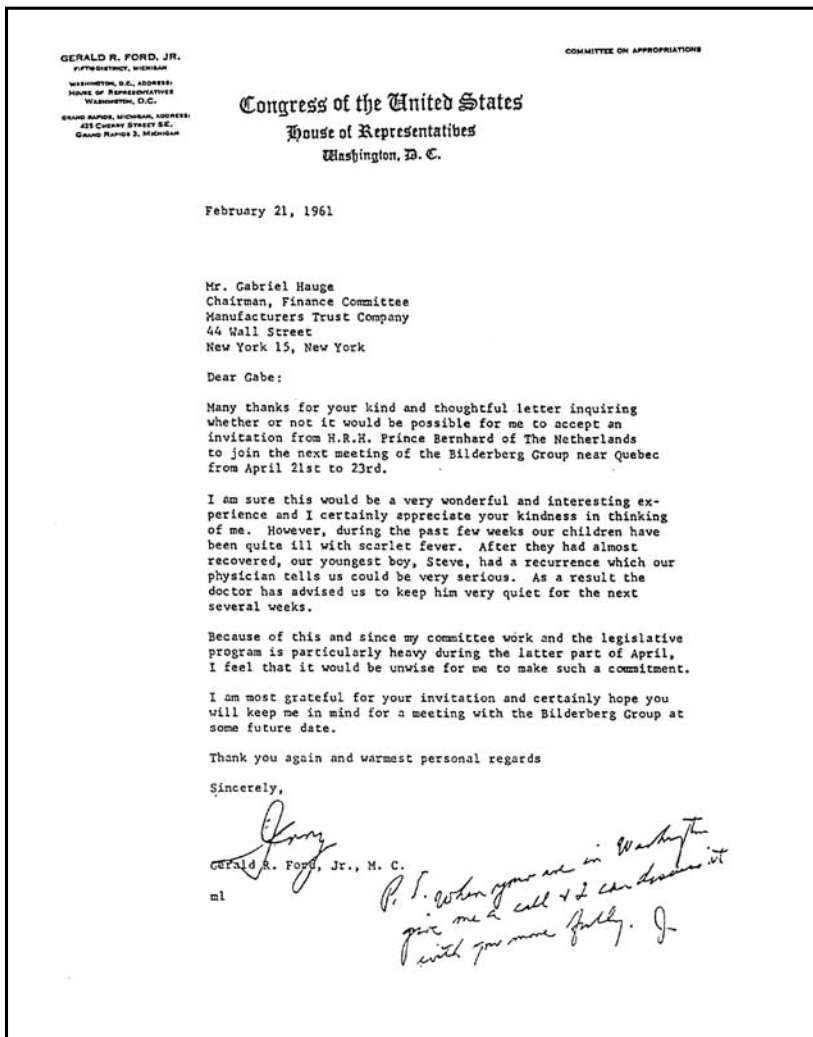 GERALD R. FORD, JR.
FIFTH DISTRICT, MICHIGAN
WASHINGTON, D.C., ADDRESS:
HOUSE OF REPRESENTATIVES
WASHINGTON, D.C.
GRAND RAPIDS, MICHIGAN, ADDRESS:
425 CHERRY STREET SE.
GRAND RAPIDS 3, MICHIGAN
COMMITTEE ON APPROPRIATIONS
Congress of the United States
House of Representatives
Washington, D. C.
February 21, 1961
Mr. Gabriel Hauge
Chairman, Finance Committee
Manufacturers Trust Company
44 Wall Street
New York 15, New York
Dear Gabe:
Many thanks for your kind and thoughtful letter inquiring
whether or not it would be possible for me to accept an
invitation from H.R.H. Prince Bernhard of The Netherlands
to join the next meeting of the Bilderberg Group near Quebec
from April 21st to 23rd.
I am sure this would be a very wonderful and interesting ex-
perience and I certainly appreciate your kindness in thinking
of me. However, during the past few weeks our children have
been quite ill with scarlet fever. After they had almost
recovered, our youngest boy, Steve, had a recurrence which our
physician tells us could be very serious. As a result the
doctor has advised us to keep him very quiet for the next
several weeks.
Because of this and since my committee work and the legislative
program is particularly heavy during the latter part of April,
I feel that it would be unwise for me to make such a commitment.
I am most grateful for your invitation and certainly hope you
will keep me in mind for a meeting with the Bilderberg Group at
some future date.
Thank you again and warmest personal regards
Sincerely,
Jerry
Gerald R. Ford, Jr., M. C.
ml
P. S. When your are in Washington
give me a call & I can discuss it
with you more fully. J